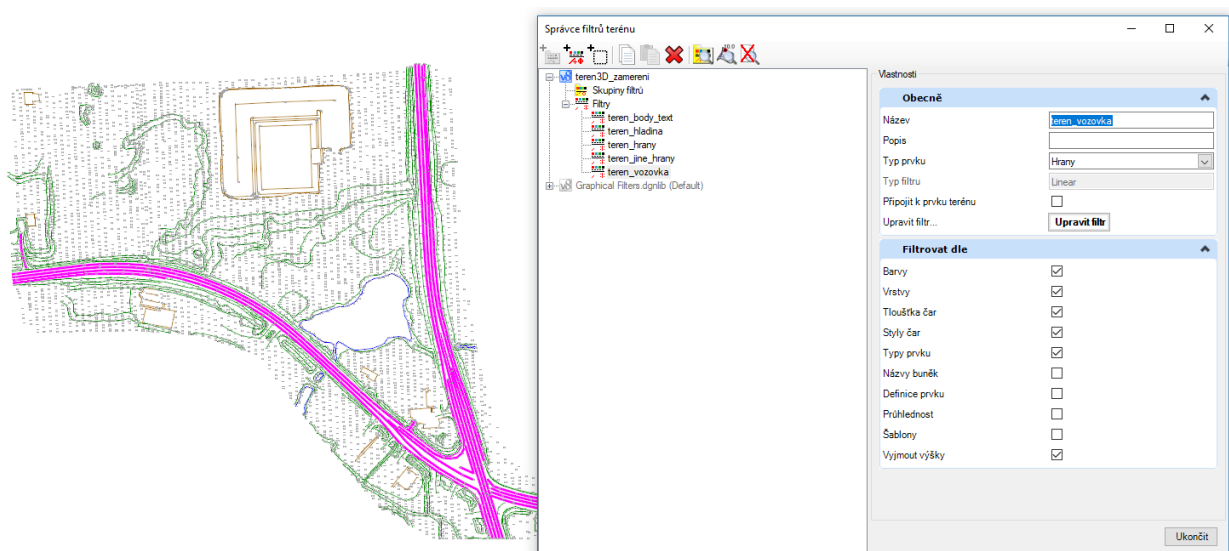 Správce filtrů terénu
teren3D_zamereni
Skupiny filtrů
Filtry
teren_body_text
teren_hladina
teren_hrany
teren_jine_hrany
teren_vozovka
Graphical Filters.dgnlib (Default)
Vlastnosti
Obecně
Název teren_vozovka
Popis
Typ prvku Hrany
Typ filtru Linear
Připojit k prvku terénu
Upravit filtr... Upravit filtr
Filtrovat dle
Barvy
Vrstvy
Tloušťka čar
Styly čar
Typy prvku
Názvy buněk
Definice prvku
Průhlednost
Šablony
Vyjmout výšky
Ukončit